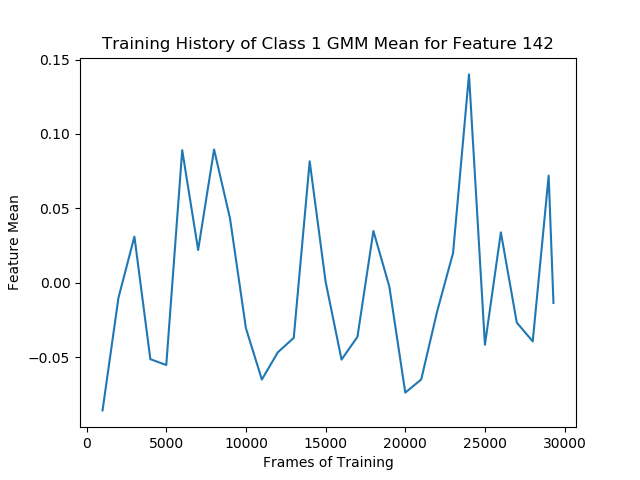 Training History of Class 1 GMM Mean for Feature 142
0.15
0.10
0.05
0.00
−0.05
Feature Mean
0 5000 10000 15000 20000 25000 30000
Frames of Training